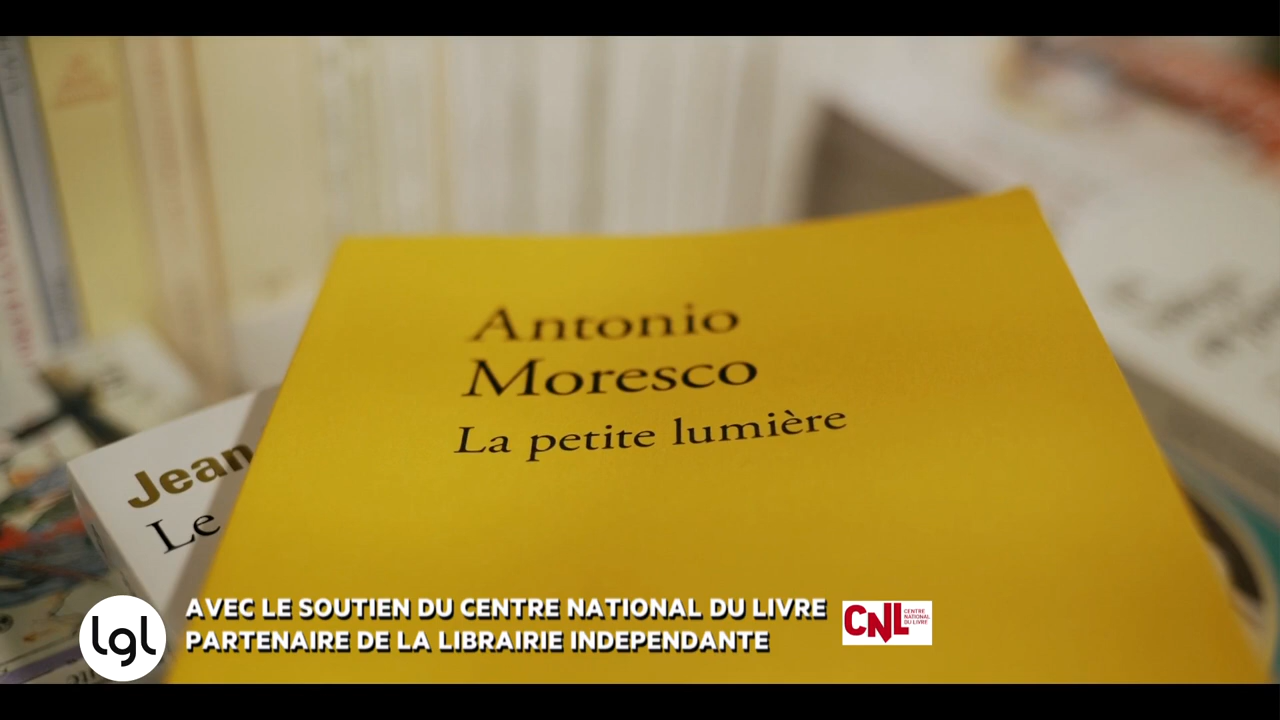 Antonio
Moresco
La petite lumière
Jean
Le
lgl
AVEC LE SOUTIEN DU CENTRE NATIONAL DU LIVRE
PARTENAIRE DE LA LIBRAIRIE INDEPENDANTE
CNL
CENTRE
NATIONAL
DU LIVRE